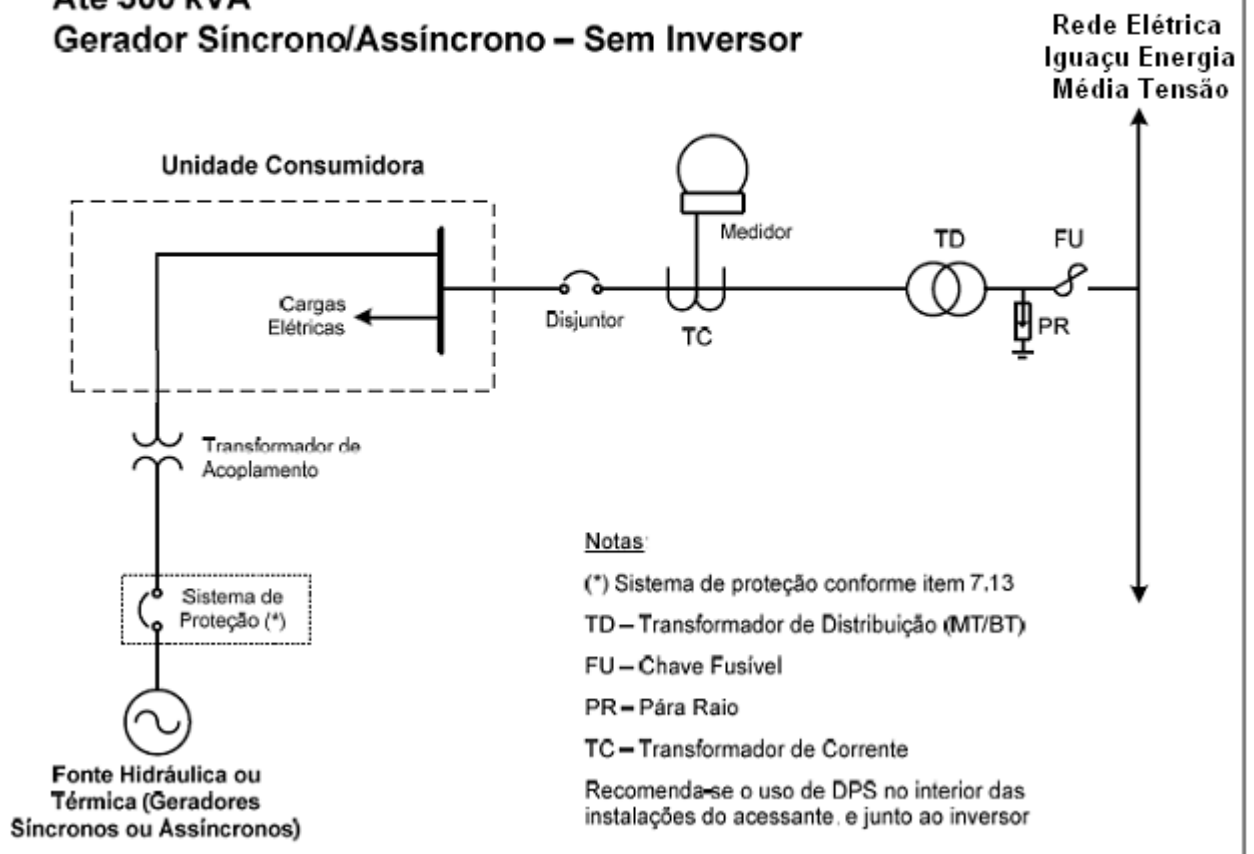 Até 300 kVA
Gerador Síncrono/Assíncrono – Sem Inversor
Rede Elétrica
Iguaçu Energia
Média Tensão
Unidade Consumidora
Medidor
TD
FU
Cargas
Elétricas
Disjuntor
TC
PR
Transformador de
Acoplamento
Sistema de
Proteção (*)
Fonte Hidráulica ou
Térmica (Geradores
Síncronos ou Assíncronos)
Notas:
(*) Sistema de proteção conforme item 7.13
TD – Transformador de Distribuição (MT/BT)
FU – Chave Fusível
PR – Pára Raio
TC – Transformador de Corrente
Recomenda-se o uso de DPS no interior das
instalações do acessante, e junto ao inversor